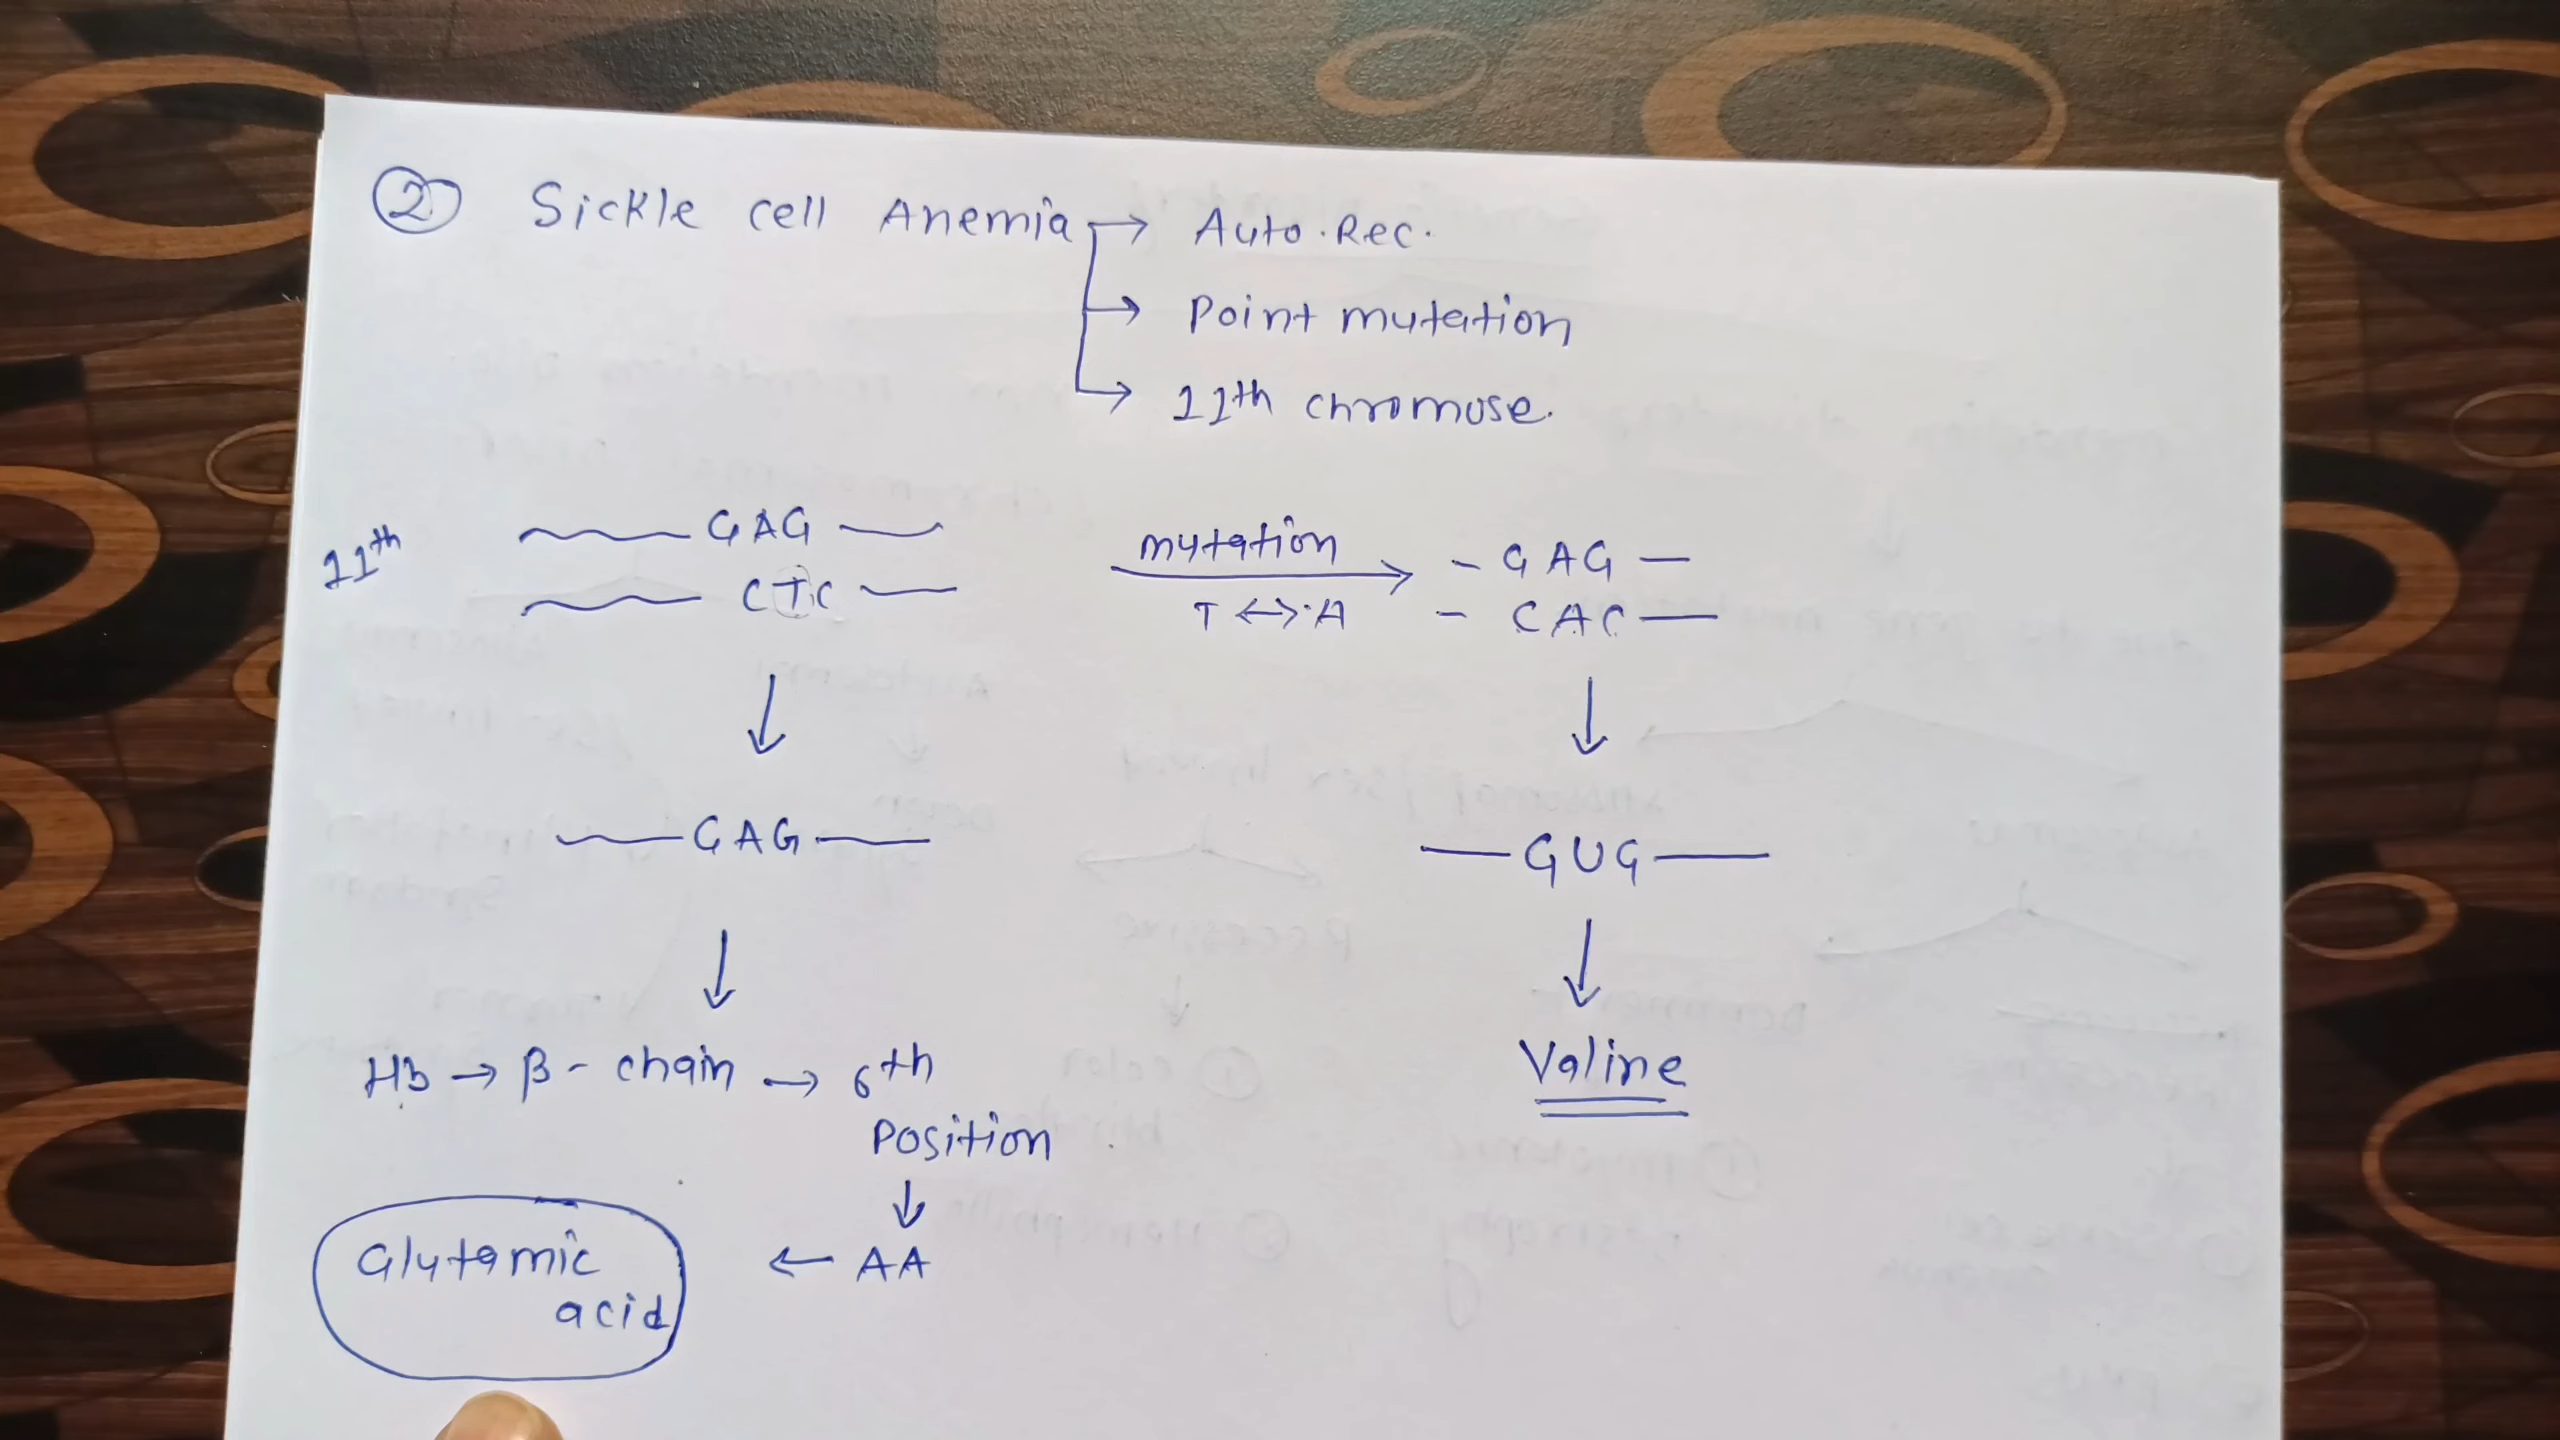 2 Sickle cell Anemia → Auto. Rec.
→ Point mutation
→ 11th chromose.
11th GAG
CTC
mutation
T ↔ A
- GAG -
- CAC -
GAG
GUG
Hb → β - chain → 6th
Position
Valine
← AA
Glutamic
acid